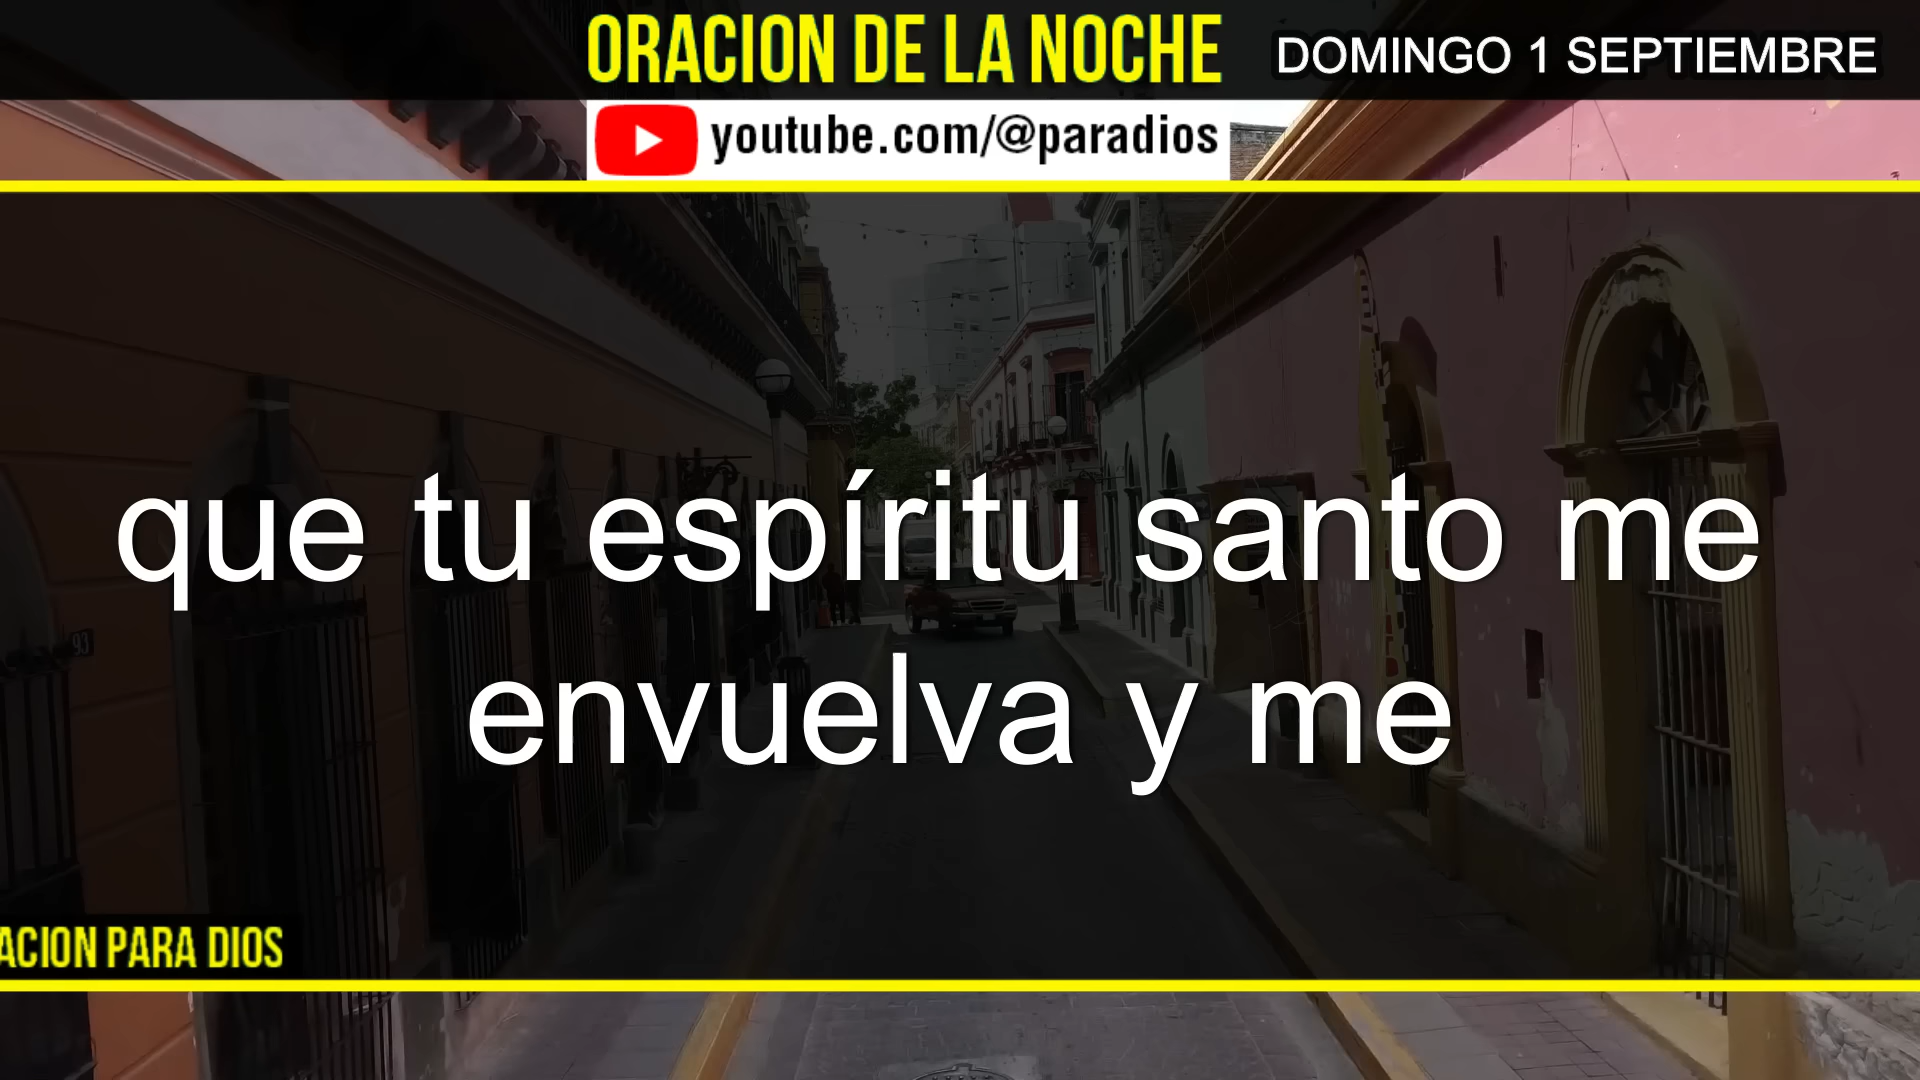 ORACION DE LA NOCHE
DOMINGO 1 SEPTIEMBRE
youtube.com/@paradios
que tu espíritu santo me
envuelva y me
93
ACION PARA DIOS